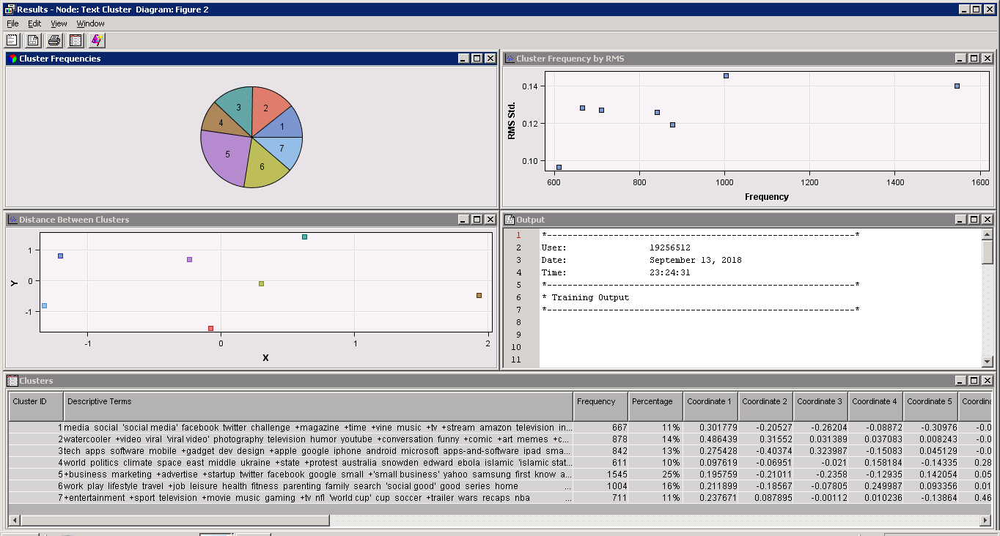 Results - Node: Text Cluster  Diagram: Figure 2
File Edit View Window
Cluster Frequencies
1
2
3
4
5
6
7
Cluster Frequency by RMS
RMS Std.
0.14
0.12
0.10
600 800 1000 1200 1400 1600
Frequency
Distance Between Clusters
Y
1
0
-1
-1 0 1 2
X
Output
1 *------------------------------------------------------------*
2 User: 19256512
3 Date: September 13, 2018
4 Time: 23:24:31
5 *------------------------------------------------------------*
6 * Training Output
7 *------------------------------------------------------------*
8
9
10
11
Clusters
Cluster ID Descriptive Terms Frequency Percentage Coordinate 1 Coordinate 2 Coordinate 3 Coordinate 4 Coordinate 5 Coordin
1 media social 'social media' facebook twitter challenge +magazine +time +vine music +tv +stream amazon television in... 667 11% 0.301779 -0.20527 -0.26204 -0.08872 -0.30976 -0.0
2 watercooler +video viral 'viral video' photography television humor youtube +conversation funny +comic +art memes +c... 878 14% 0.486439 0.31552 0.031389 0.037083 0.008243 -0.0
3 tech apps software mobile +gadget dev design +apple google iphone android microsoft apps-and-software ipad sma... 842 13% 0.275428 -0.40374 0.323987 -0.15083 0.045129 -0.0
4 world politics climate space east middle ukraine +state +protest australia snowden edward ebola islamic 'islamic stat... 611 10% 0.097619 -0.06951 -0.021 0.158184 -0.14335 0.28
5 +business marketing +advertise +startup twitter facebook google small +'small business' yahoo samsung first know a... 1545 25% 0.195759 -0.21011 -0.2358 -0.12935 0.142054 0.05
6 work play lifestyle travel +job leisure health fitness parenting family search 'social good' good series home ... 1004 16% 0.211899 -0.18567 -0.07805 0.249987 0.093356 0.01
7 +entertainment +sport television +movie music gaming +tv nfl 'world cup' cup soccer +trailer wars recaps nba ... 711 11% 0.237671 0.087895 -0.00112 0.010236 -0.13864 0.46